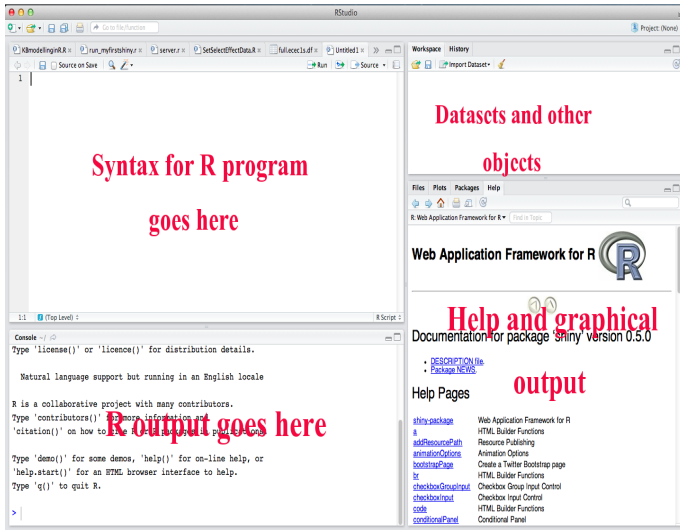 RStudio
Go to file/function
Project: (None)
KBmodellinginR.R
run_myfirstshiny.r
server.r
SetSelectEffectData.R
full.ecec1s.df
Untitled1
Source on Save
Run
Source
1
Syntax for R program
goes here
1:1
(Top Level)
R Script
Console ~/
Type 'license()' or 'licence()' for distribution details.
Natural language support but running in an English locale
R is a collaborative project with many contributors.
Type 'contributors()' for more information and
'citation()' on how to cite R or R packages in publications.
R output goes here
Type 'demo()' for some demos, 'help()' for on-line help, or
'help.start()' for an HTML browser interface to help.
Type 'q()' to quit R.
>
Workspace History
Import Dataset
Datasets and other
objects
Files Plots Packages Help
R: Web Application Framework for R
Find in Topic
Web Application Framework for R
R
Help and graphical
output
Documentation for package 'shiny' version 0.5.0
DESCRIPTION file.
Package NEWS.
Help Pages
shiny-package Web Application Framework for R
a HTML Builder Functions
addResourcePath Resource Publishing
animationOptions Animation Options
bootstrapPage Create a Twitter Bootstrap page
br HTML Builder Functions
checkboxGroupInput Checkbox Group Input Control
checkboxInput Checkbox Input Control
code HTML Builder Functions
conditionalPanel Conditional Panel